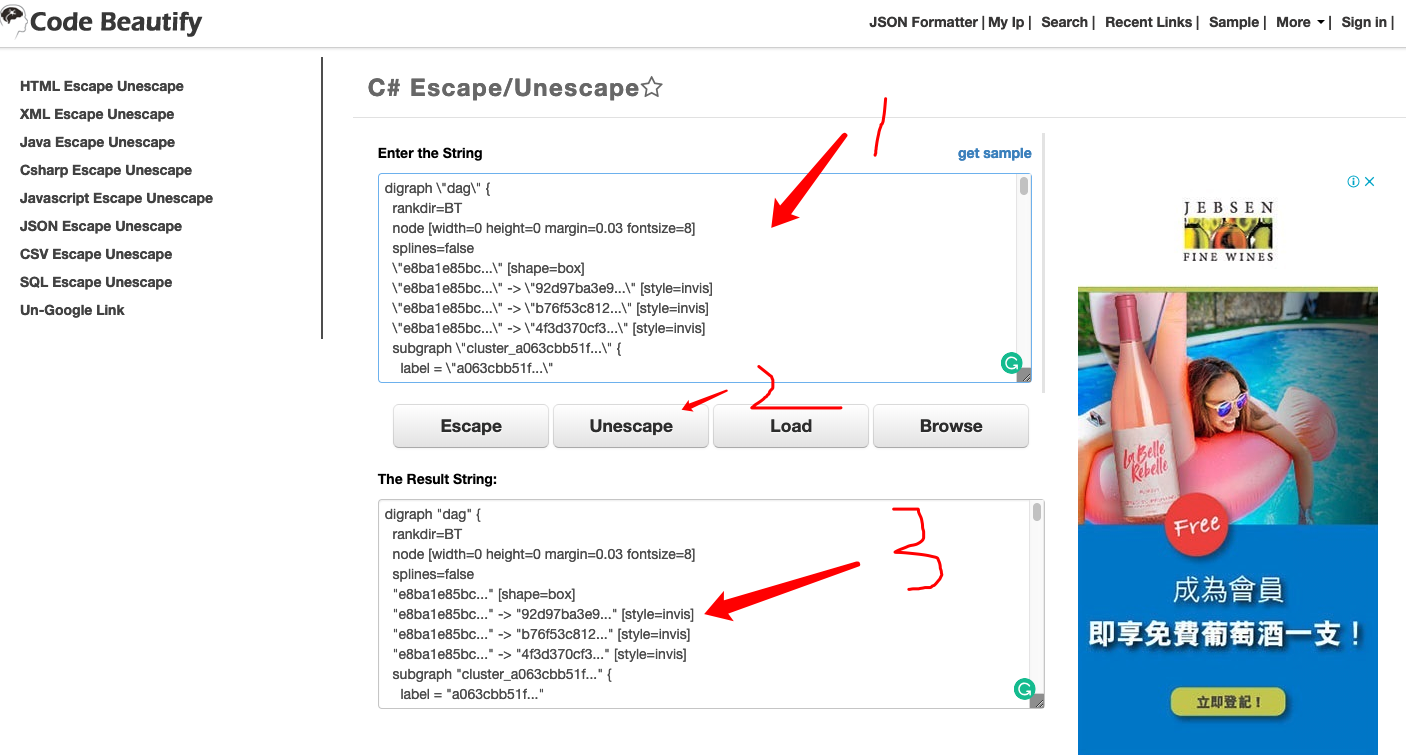 Code Beautify
JSON Formatter | My Ip | Search | Recent Links | Sample | More | Sign in |
HTML Escape Unescape
XML Escape Unescape
Java Escape Unescape
Csharp Escape Unescape
Javascript Escape Unescape
JSON Escape Unescape
CSV Escape Unescape
SQL Escape Unescape
Un-Google Link
C# Escape/Unescape
1
Enter the String
get sample
digraph \"dag\" {
rankdir=BT
node [width=0 height=0 margin=0.03 fontsize=8]
splines=false
\"e8ba1e85bc...\" [shape=box]
\"e8ba1e85bc...\" -> \"92d97ba3e9...\" [style=invis]
\"e8ba1e85bc...\" -> \"b76f53c812...\" [style=invis]
\"e8ba1e85bc...\" -> \"4f3d370cf3...\" [style=invis]
subgraph \"cluster_a063cbb51f...\" {
label = \"a063cbb51f...\"
2
Escape
Unescape
Load
Browse
The Result String:
digraph "dag" {
rankdir=BT
node [width=0 height=0 margin=0.03 fontsize=8]
splines=false
"e8ba1e85bc..." [shape=box]
"e8ba1e85bc..." -> "92d97ba3e9..." [style=invis]
"e8ba1e85bc..." -> "b76f53c812..." [style=invis]
"e8ba1e85bc..." -> "4f3d370cf3..." [style=invis]
subgraph "cluster_a063cbb51f..." {
label = "a063cbb51f..."
3
JEBSEN
FINE WINES
La Belle
Rebelle
Free
成為會員
即享免費葡萄酒一支！
立即登記！